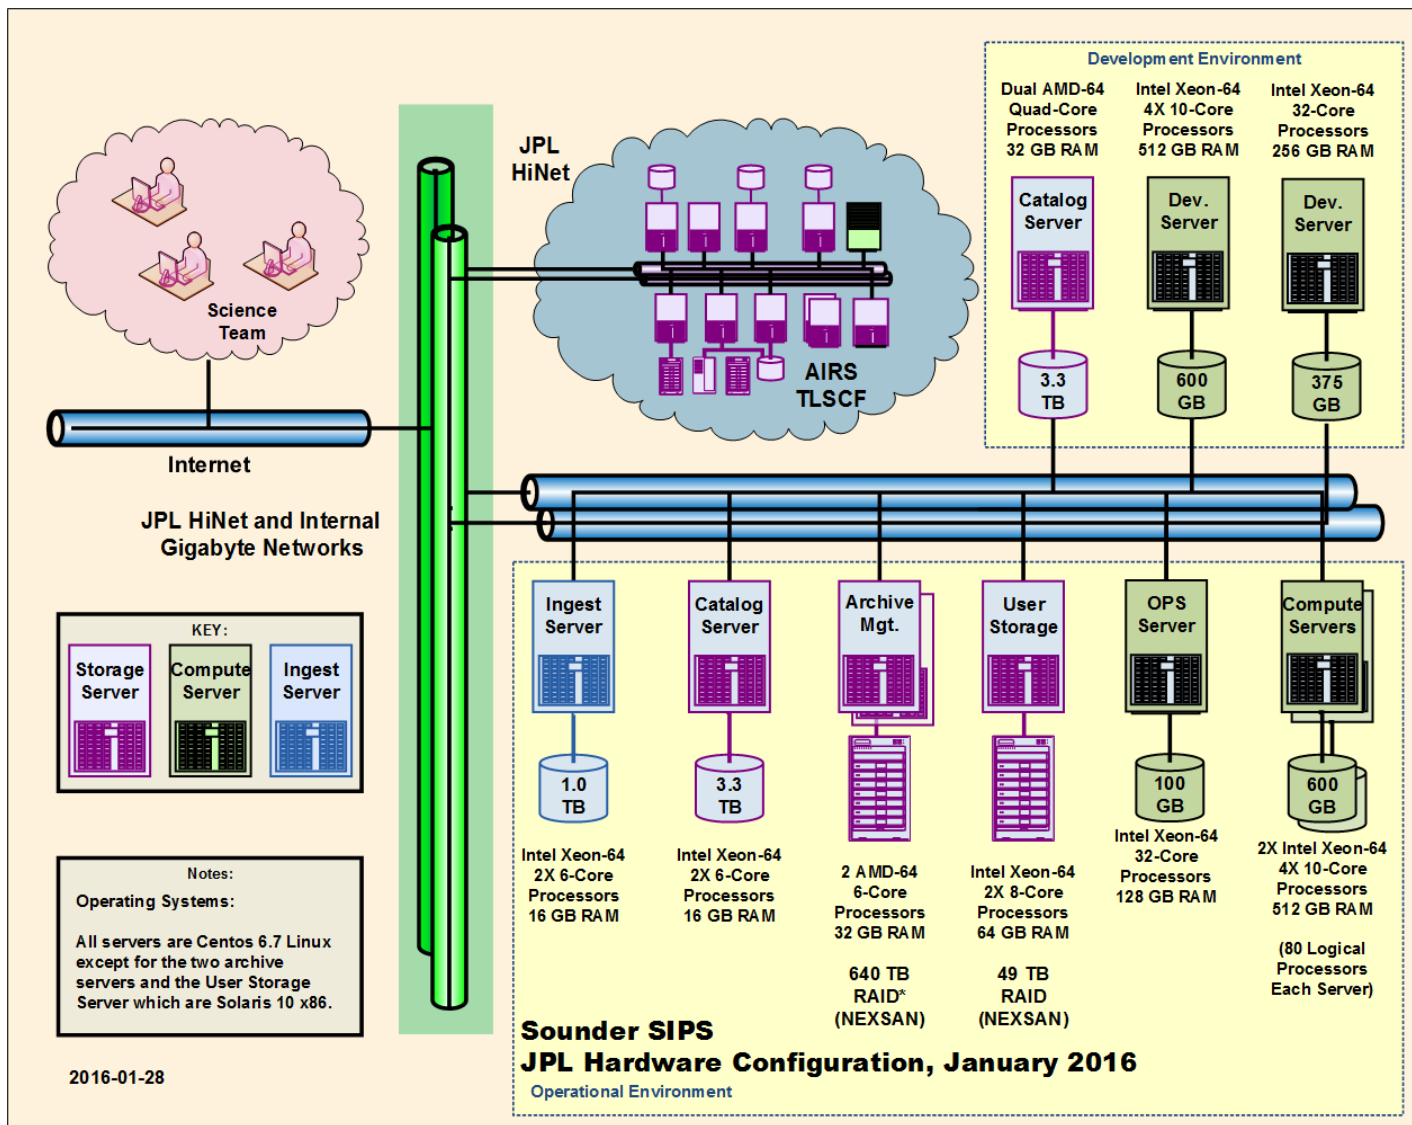 Development Environment
Dual AMD-64
Quad-Core
Processors
32 GB RAM
Intel Xeon-64
4X 10-Core
Processors
512 GB RAM
Intel Xeon-64
32-Core
Processors
256 GB RAM
Catalog
Server
Dev.
Server
Dev.
Server
3.3
TB
600
GB
375
GB
JPL
HiNet
AIRS
TLSCF
Science
Team
Internet
JPL HiNet and Internal
Gigabyte Networks
KEY:
Storage
Server
Compute
Server
Ingest
Server
Notes:
Operating Systems:
All servers are Centos 6.7 Linux
except for the two archive
servers and the User Storage
Server which are Solaris 10 x86.
2016-01-28
Ingest
Server
1.0
TB
Intel Xeon-64
2X 6-Core
Processors
16 GB RAM
Catalog
Server
3.3
TB
Intel Xeon-64
2X 6-Core
Processors
16 GB RAM
Archive
Mgt.
2 AMD-64
6-Core
Processors
32 GB RAM
640 TB
RAID*
(NEXSAN)
User
Storage
Intel Xeon-64
2X 8-Core
Processors
64 GB RAM
49 TB
RAID
(NEXSAN)
OPS
Server
100
GB
Intel Xeon-64
32-Core
Processors
128 GB RAM
Compute
Servers
600
GB
2X Intel Xeon-64
4X 10-Core
Processors
512 GB RAM
(80 Logical
Processors
Each Server)
Sounder SIPS
JPL Hardware Configuration, January 2016
Operational Environment